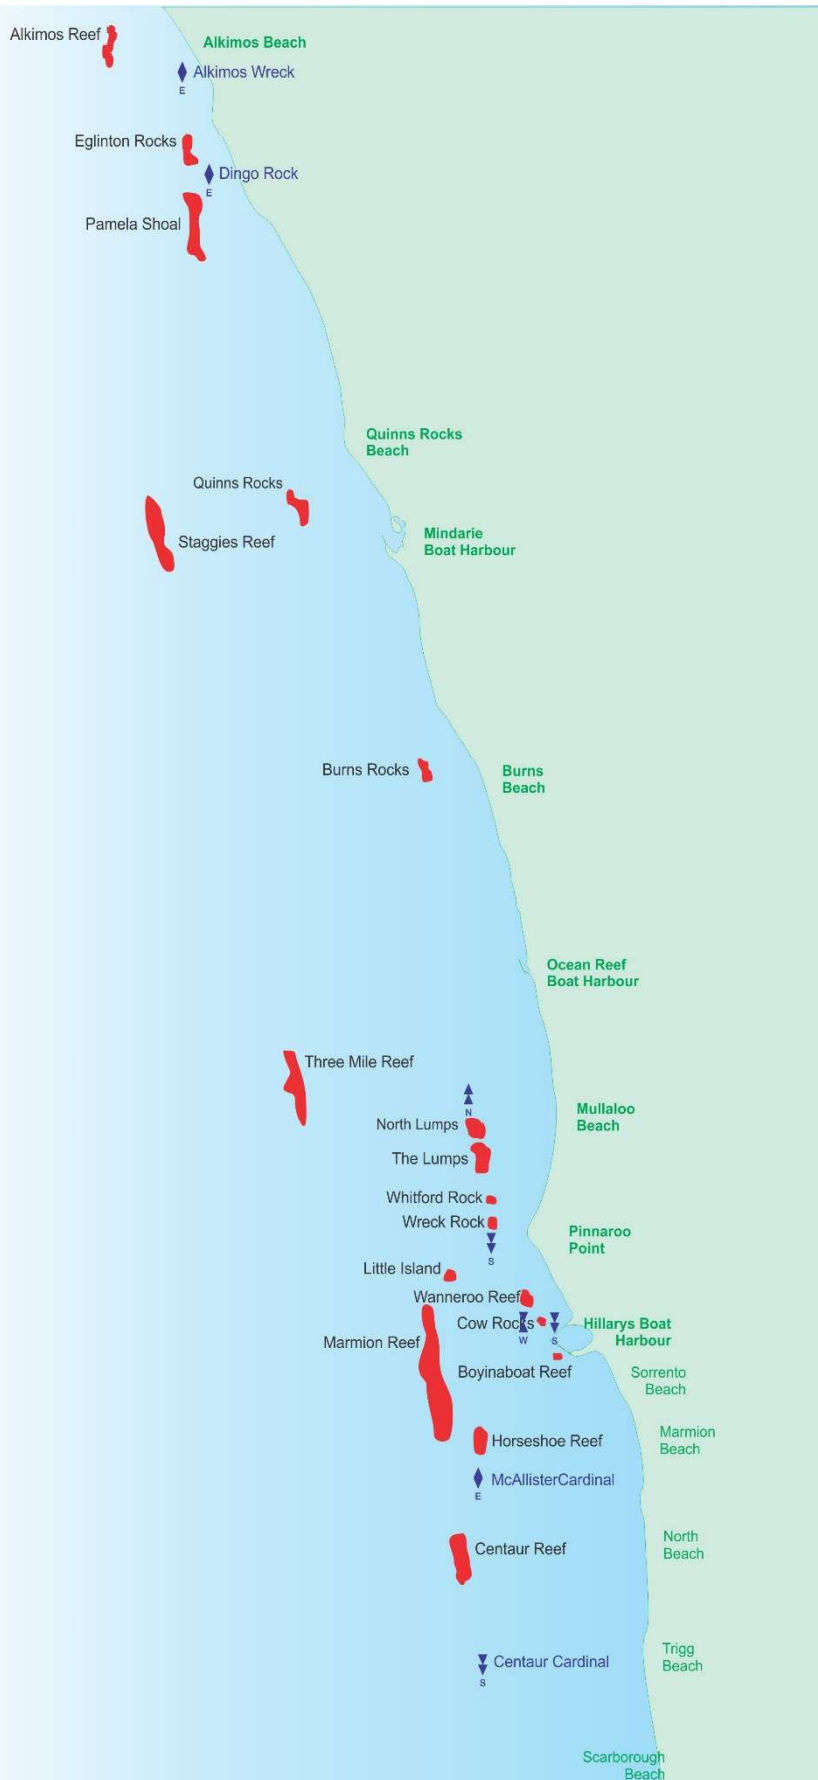 Alkimos Reef
Alkimos Beach
Alkimos Wreck
E
Eglinton Rocks
Dingo Rock
E
Pamela Shoal
Quinns Rocks
Beach
Quinns Rocks
Mindarie
Boat Harbour
Staggies Reef
Burns Rocks
Burns
Beach
Ocean Reef
Boat Harbour
Three Mile Reef
N
Mullaloo
Beach
North Lumps
The Lumps
Whitford Rock
Wreck Rock
Pinnaroo
Point
S
Little Island
Wanneroo Reef
Cow Rocks
W
S
Hillarys Boat
Harbour
Marmion Reef
Boyinaboat Reef
Sorrento
Beach
Marmion
Beach
Horseshoe Reef
McAllisterCardinal
E
North
Beach
Centaur Reef
Trigg
Beach
Centaur Cardinal
S
Scarborough
Beach